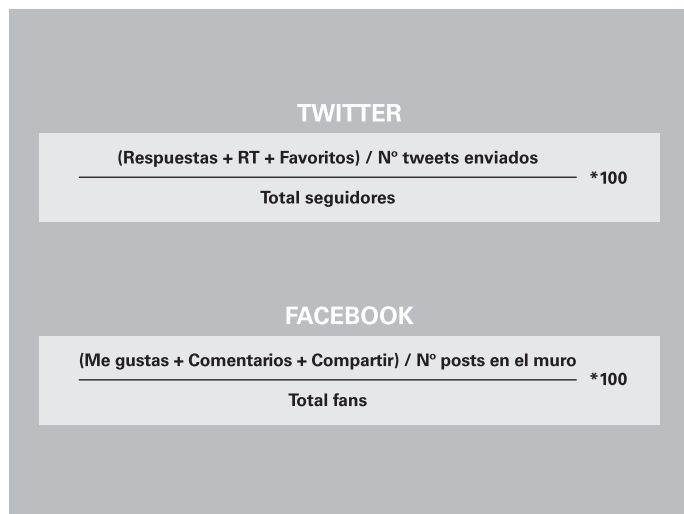 TWITTER
(Respuestas + RT + Favoritos) / Nº tweets enviados
*100
Total seguidores
FACEBOOK
(Me gustas + Comentarios + Compartir) / Nº posts en el muro
*100
Total fans